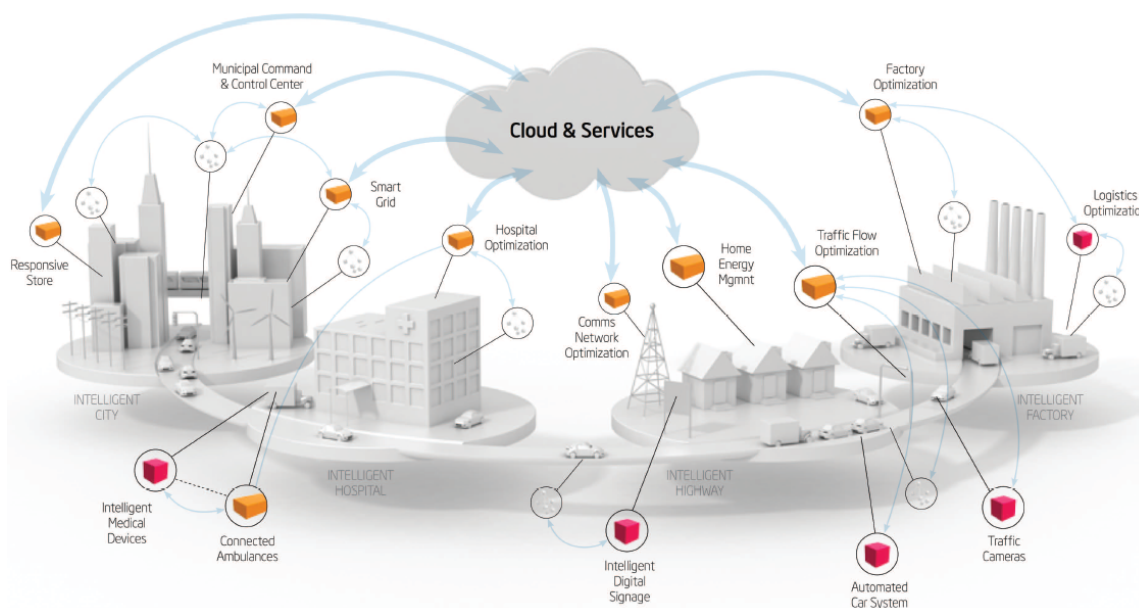 Municipal Command
& Control Center
Cloud & Services
Factory
Optimization
Smart
Grid
Logistics
Optimizatio
Responsive
Store
Hospital
Optimization
Traffic Flow
Optimization
Home
Energy
Mgmnt
Comms
Network
Optimization
INTELLIGENT
CITY
INTELLIGENT
FACTORY
INTELLIGENT
HOSPITAL
INTELLIGENT
HIGHWAY
Intelligent
Medical
Devices
Connected
Ambulances
Intelligent
Digital
Signage
Automated
Car System
Traffic
Cameras